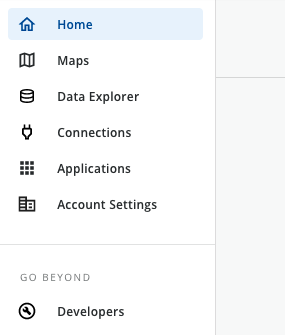 Home
Maps
Data Explorer
Connections
Applications
Account Settings
GO BEYOND
Developers